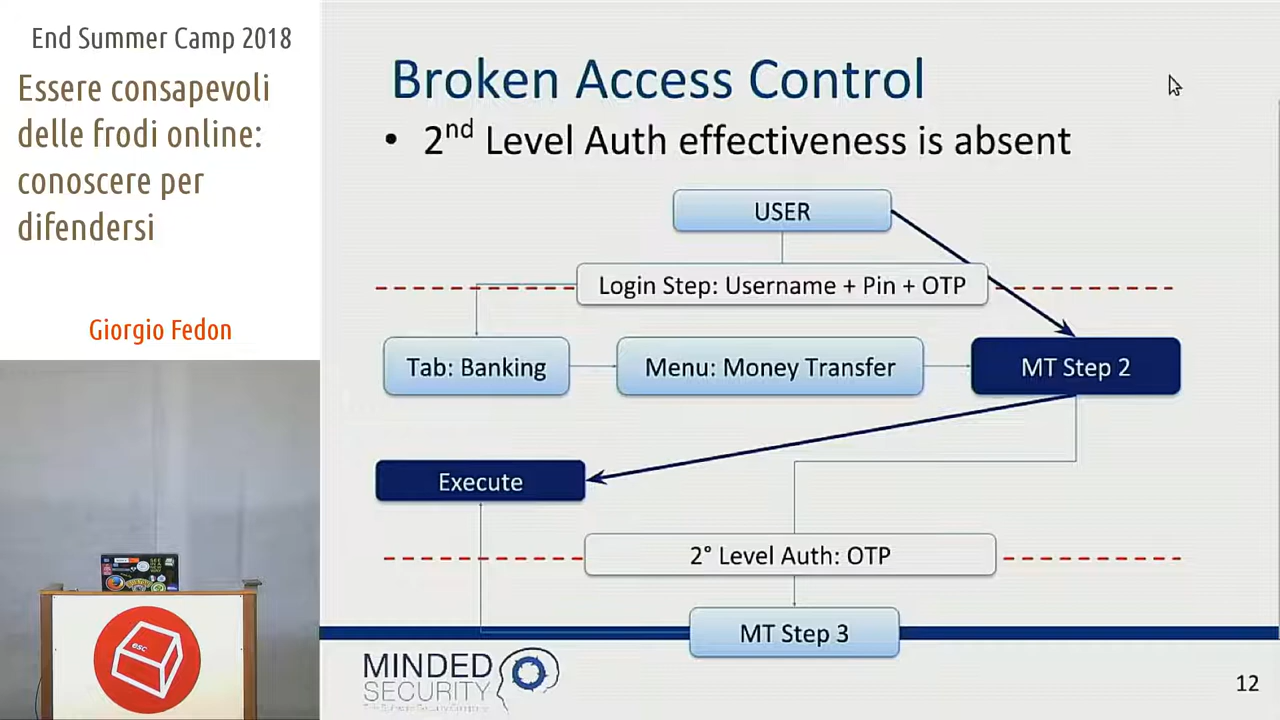 End Summer Camp 2018
Essere consapevoli
delle frodi online:
conoscere per
difendersi
Giorgio Fedon
esc
Broken Access Control
• 2nd Level Auth effectiveness is absent
USER
Login Step: Username + Pin + OTP
Tab: Banking
Menu: Money Transfer
MT Step 2
Execute
2° Level Auth: OTP
MT Step 3
MINDED
SECURITY
12